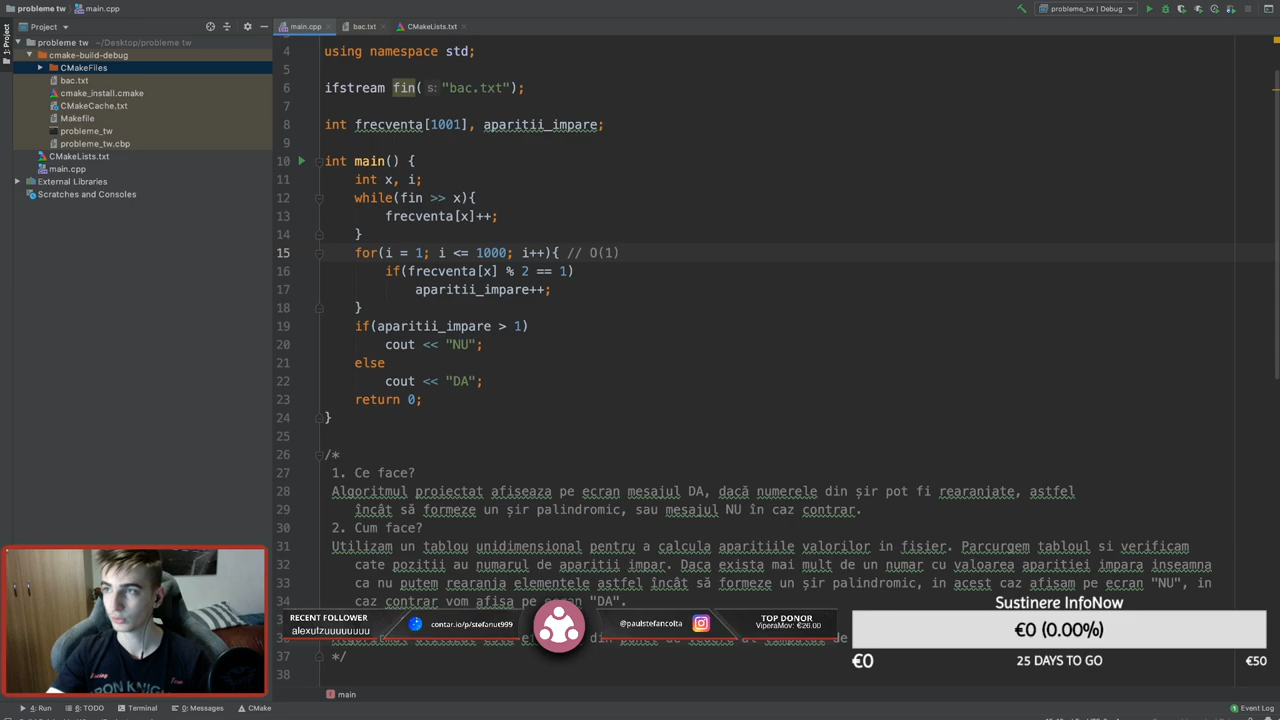 probleme tw
main.cpp
probleme_tw | Debug
Project
main.cpp
bac.txt
CMakeLists.txt
1: Project
probleme tw ~/Desktop/probleme tw
cmake-build-debug
CMakeFiles
bac.txt
cmake_install.cmake
CMakeCache.txt
Makefile
probleme_tw
probleme_tw.cbp
CMakeLists.txt
main.cpp
External Libraries
Scratches and Consoles
4 using namespace std;
5
6 ifstream fin( s: "bac.txt");
7
8 int frecventa[1001], aparitii_impare;
9
10 int main() {
11 int x, i;
12 while(fin >> x){
13 frecventa[x]++;
14 }
15 for(i = 1; i <= 1000; i++){ // O(1)
16 if(frecventa[x] % 2 == 1)
17 aparitii_impare++;
18 }
19 if(aparitii_impare > 1)
20 cout << "NU";
21 else
22 cout << "DA";
23 return 0;
24 }
25
26 /*
27 1. Ce face?
28 Algoritmul proiectat afiseaza pe ecran mesajul DA, dacă numerele din șir pot fi rearanjate, astfel
29 încât să formeze un șir palindromic, sau mesajul NU în caz contrar.
30 2. Cum face?
31 Utilizam un tablou unidimensional pentru a calcula aparitiile valorilor in fisier. Parcurgem tabloul si verificam
32 cate pozitii au numarul de aparitii impar. Daca exista mai mult de un numar cu valoarea aparitiei impara inseamna
33 ca nu putem rearanja elementele astfel încât să formeze un șir palindromic, in acest caz afisam pe ecran "NU", in
34 caz contrar vom afisa pe ecran "DA".
37 */
38
RECENT FOLLOWER
alexutzuuuuuuu
contar.io/p/stefanut999
@paulstefancolta
TOP DONOR
ViperaMov: €26.00
Sustinere InfoNow
€0 (0.00%)
€0
25 DAYS TO GO
€50
main
4: Run
6: TODO
Terminal
0: Messages
CMake
Event Log